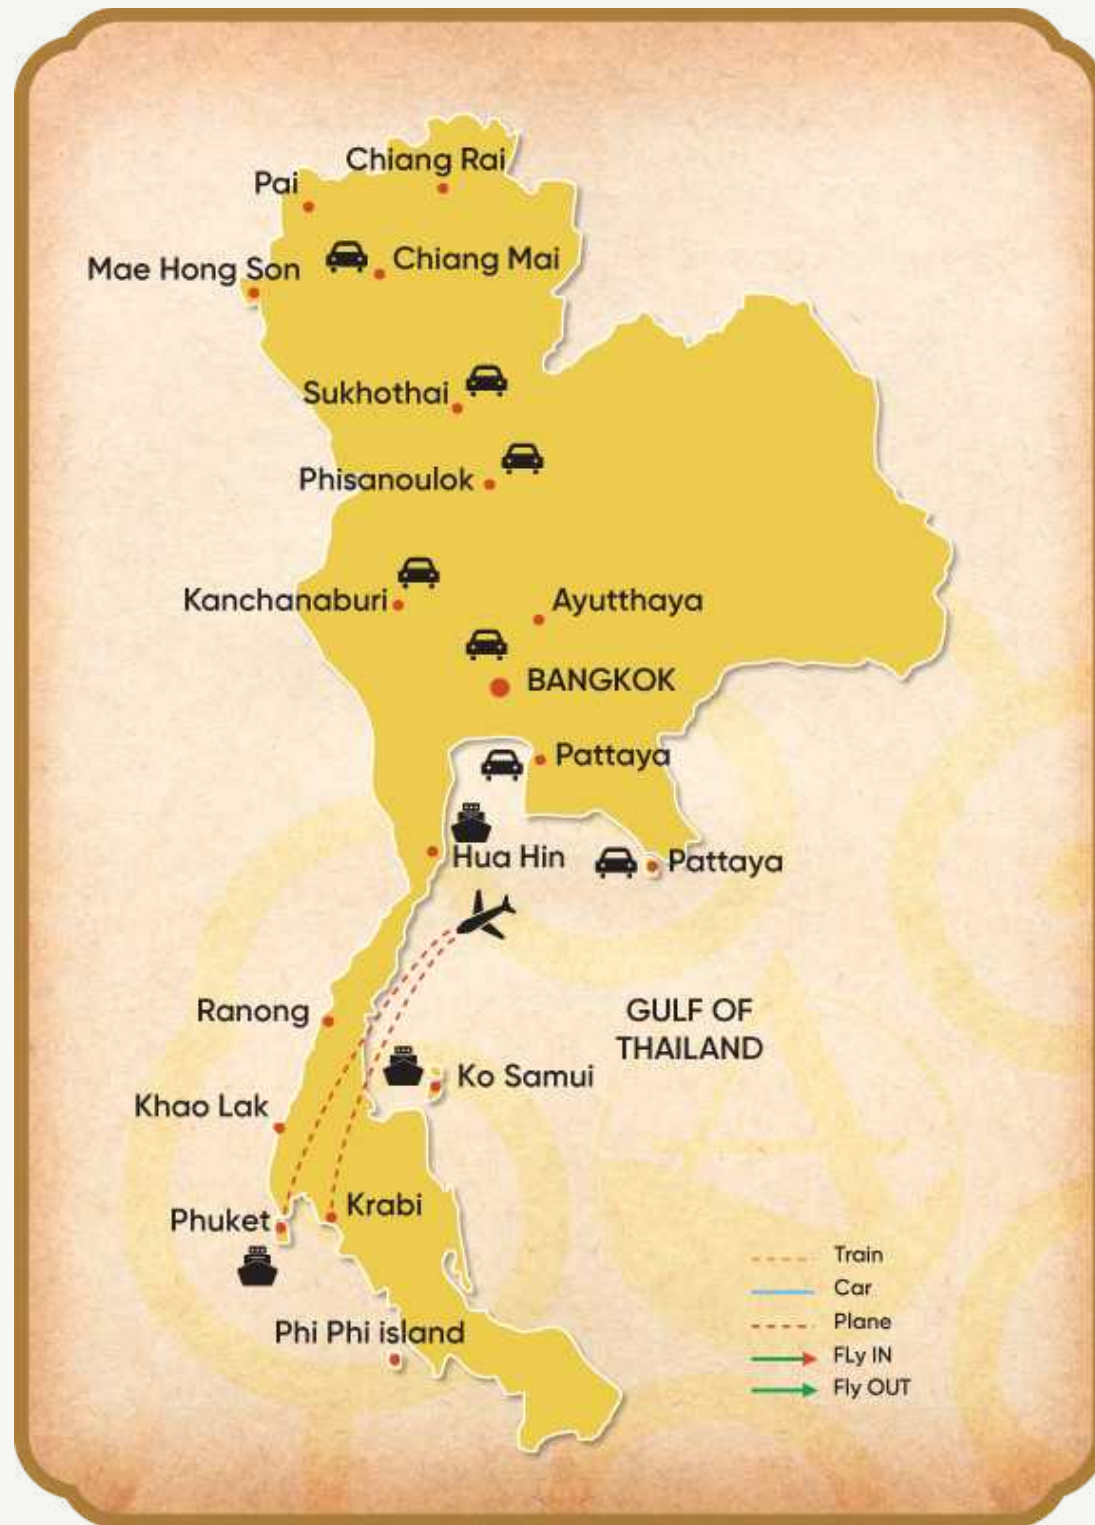 Chiang Rai
Pai
Chiang Mai
Mae Hong Son
Sukhothai
Phisanoulok
Kanchanaburi
Ayutthaya
BANGKOK
Pattaya
Hua Hin
Pattaya
Ranong
GULF OF
THAILAND
Ko Samui
Khao Lak
Krabi
Phuket
Phi Phi island
Train
Car
Plane
FLy IN
Fly OUT